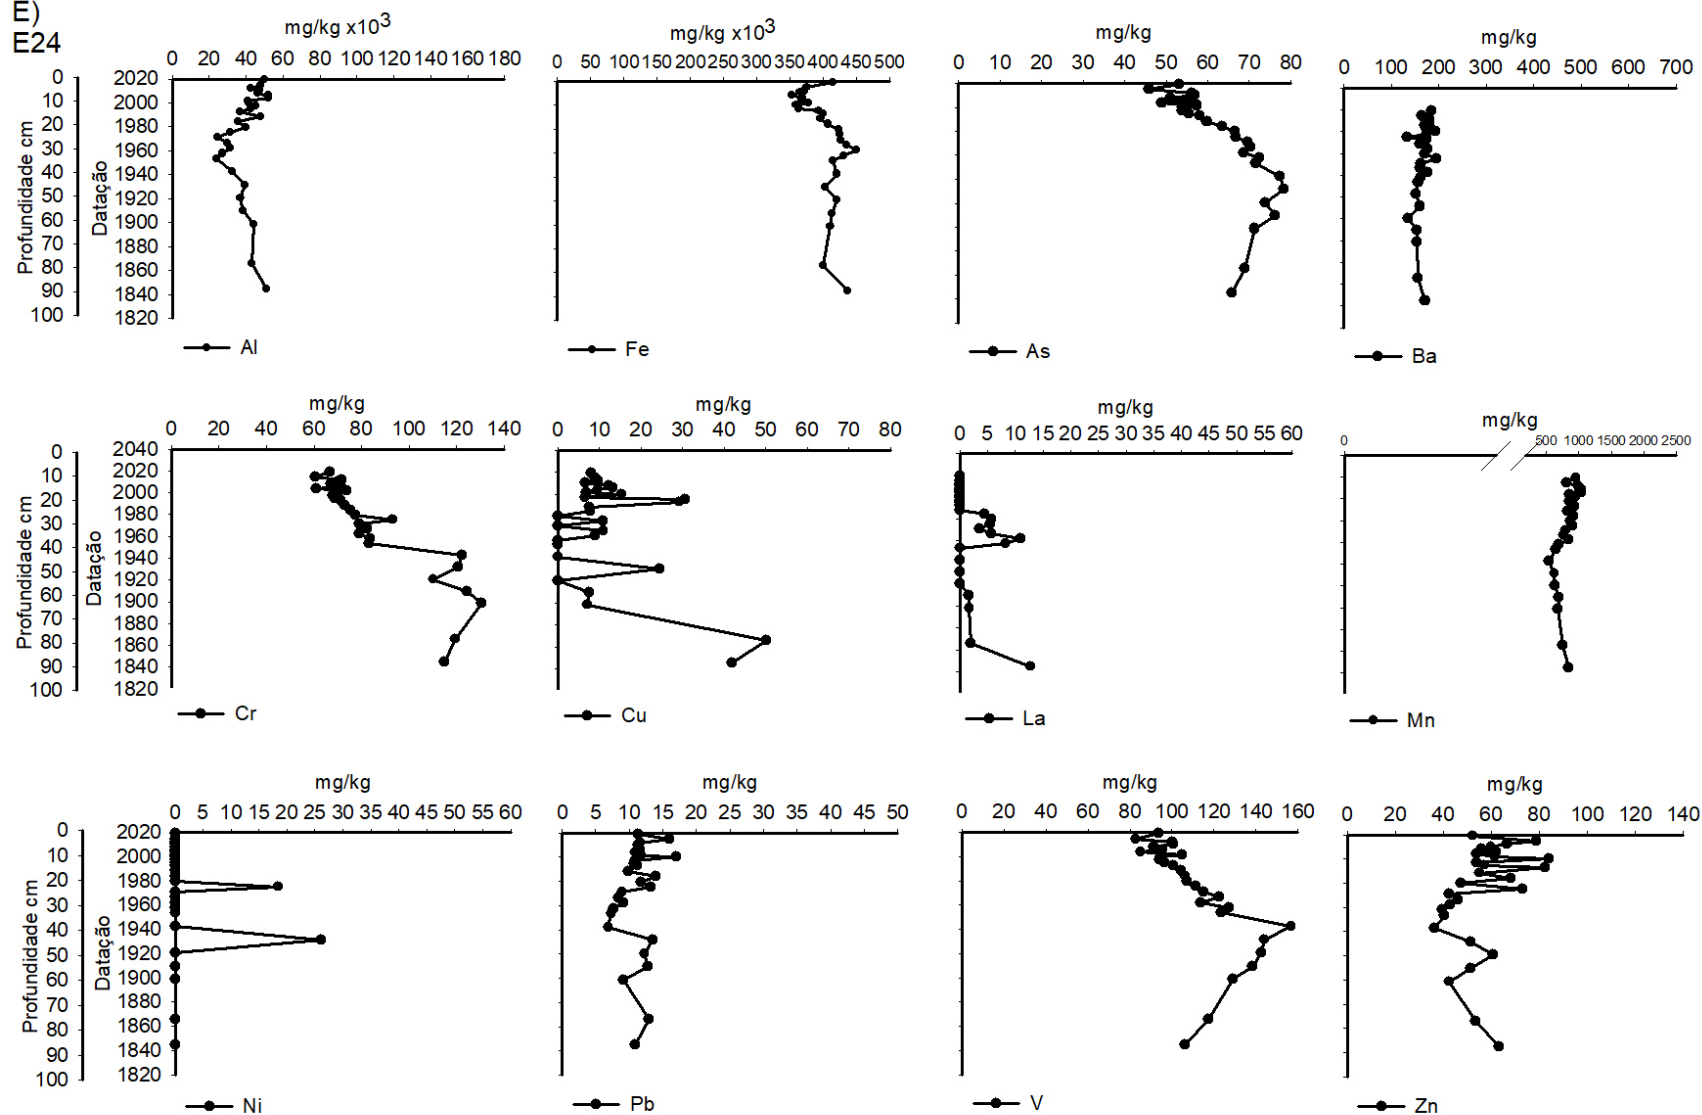 E)
E24
mg/kg x10³
mg/kg x10³
mg/kg
mg/kg
0 20 40 60 80 100 120 140 160 180
0 50 100 150 200 250 300 350 400 450 500
0 10 20 30 40 50 60 70 80
0 100 200 300 400 500 600 700
Profundidade cm
0
10
20
30
40
50
60
70
80
90
100
Datação
2020
2000
1980
1960
1940
1920
1900
1880
1860
1840
1820
Al
Fe
As
Ba
mg/kg
mg/kg
mg/kg
mg/kg
0 20 40 60 80 100 120 140
0 10 20 30 40 50 60 70 80
0 5 10 15 20 25 30 35 40 45 50 55 60
0 500 1000 1500 2000 2500
Profundidade cm
0
10
20
30
40
50
60
70
80
90
100
Datação
2040
2020
2000
1980
1960
1940
1920
1900
1880
1860
1840
1820
Cr
Cu
La
Mn
mg/kg
mg/kg
mg/kg
mg/kg
0 5 10 15 20 25 30 35 40 45 50 55 60
0 5 10 15 20 25 30 35 40 45 50
0 20 40 60 80 100 120 140 160
0 20 40 60 80 100 120 140
Profundidade cm
0
10
20
30
40
50
60
70
80
90
100
Datação
2020
2000
1980
1960
1940
1920
1900
1880
1860
1840
1820
Ni
Pb
V
Zn